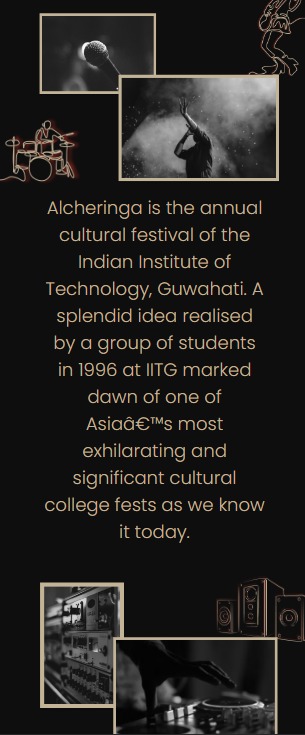 Alcheringa is the annual
cultural festival of the
Indian Institute of
Technology, Guwahati. A
splendid idea realised
by a group of students
in 1996 at IITG marked
dawn of one of
Asiaâ€™s most
exhilarating and
significant cultural
college fests as we know
it today.